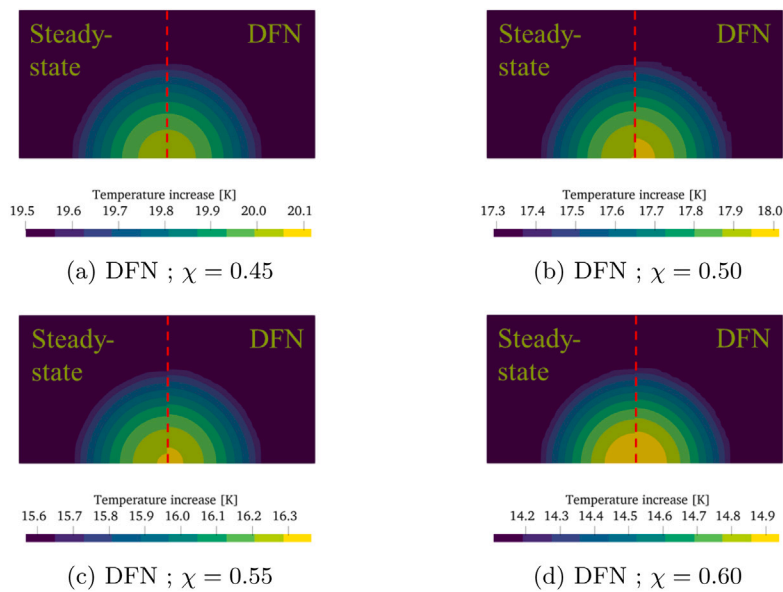 Steady-
state
DFN
Temperature increase [K]
19.5 19.6 19.7 19.8 19.9 20.0 20.1
(a) DFN ; χ = 0.45
Steady-
state
DFN
Temperature increase [K]
17.3 17.4 17.5 17.6 17.7 17.8 17.9 18.0
(b) DFN ; χ = 0.50
Steady-
state
DFN
Temperature increase [K]
15.6 15.7 15.8 15.9 16.0 16.1 16.2 16.3
(c) DFN ; χ = 0.55
Steady-
state
DFN
Temperature increase [K]
14.2 14.3 14.4 14.5 14.6 14.7 14.8 14.9
(d) DFN ; χ = 0.60